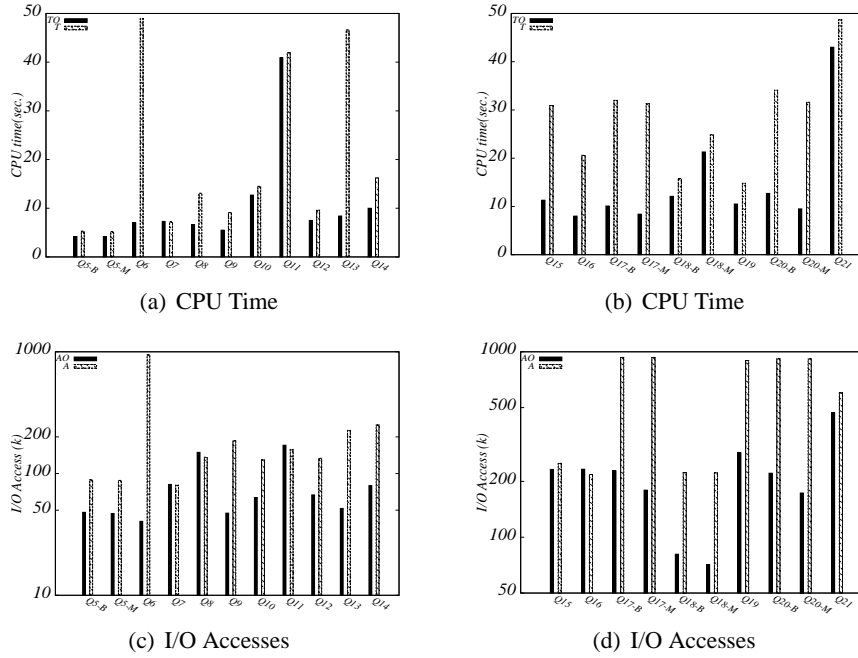 50
40
30
20
10
0
CPU time(sec.)
TO
T
Q5-B
Q5-M
Q6
Q7
Q8
Q9
Q10
Q11
Q12
Q13
Q14
(a) CPU Time
50
40
30
20
10
0
CPU time(sec.)
TO
T
Q15
Q16
Q17-B
Q17-M
Q18-B
Q18-M
Q19
Q20-B
Q20-M
Q21
(b) CPU Time
1000
200
100
50
10
I/O Access (k)
AO
A
Q5-B
Q5-M
Q6
Q7
Q8
Q9
Q10
Q11
Q12
Q13
Q14
(c) I/O Accesses
1000
500
200
100
50
I/O Access(k)
AO
A
Q15
Q16
Q17-B
Q17-M
Q18-B
Q18-M
Q19
Q20-B
Q20-M
Q21
(d) I/O Accesses